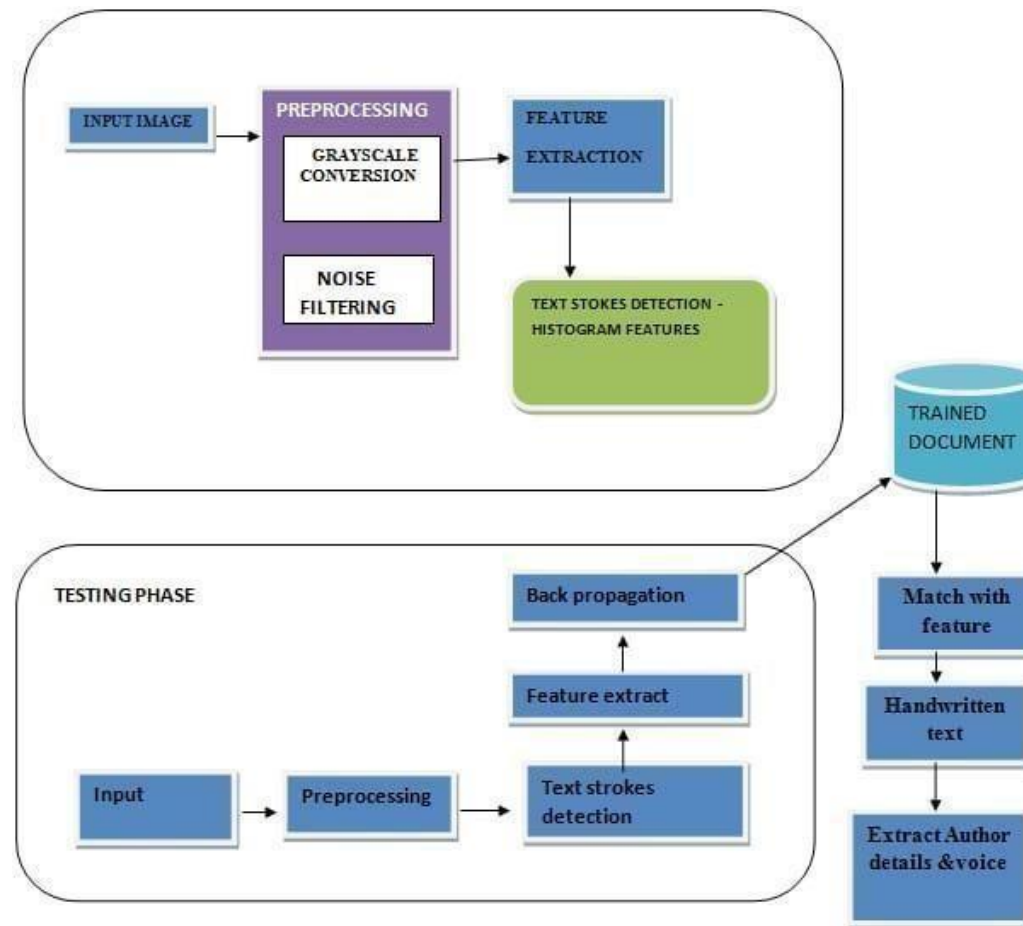 INPUT IMAGE
PREPROCESSING
GRAYSCALE
CONVERSION
NOISE
FILTERING
FEATURE
EXTRACTION
TEXT STOKES DETECTION -
HISTOGRAM FEATURES
TRAINED
DOCUMENT
TESTING PHASE
Back propagation
Feature extract
Input
Preprocessing
Text strokes
detection
Match with
feature
Handwritten
text
Extract Author
details &voice